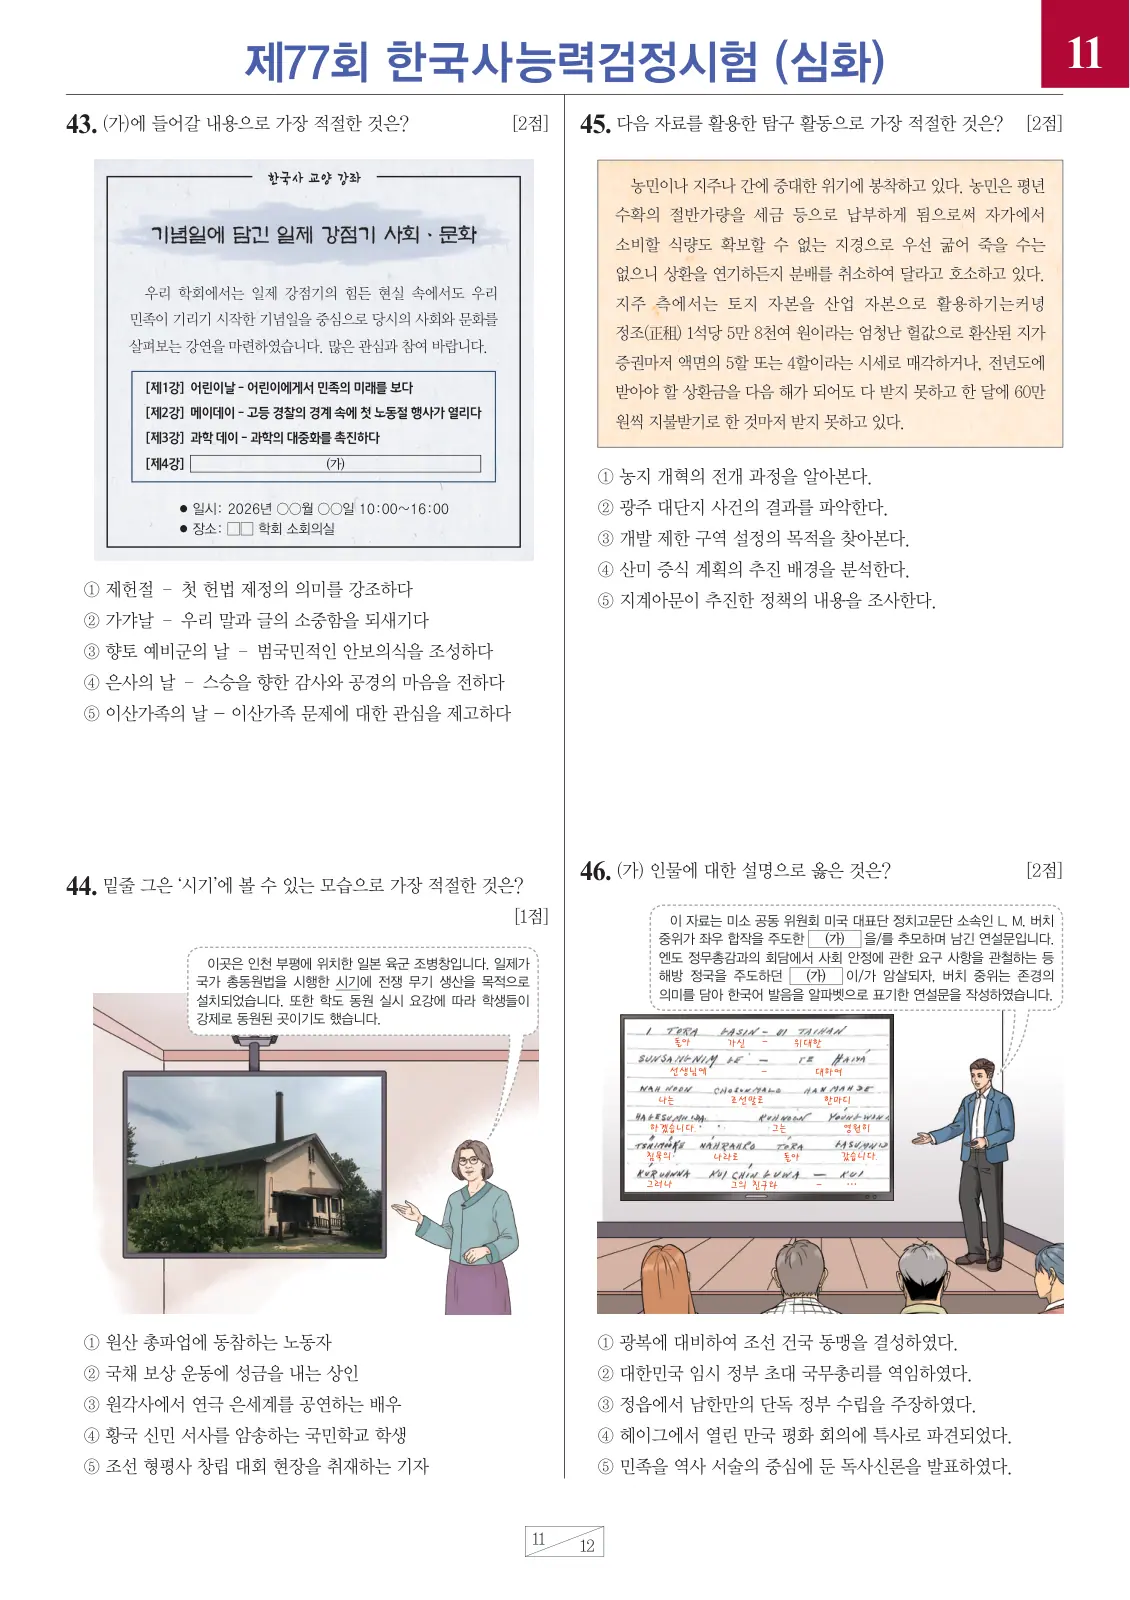 제77회 한국사능력검정시험 (심화)
11
43. (가)에 들어갈 내용으로 가장 적절한 것은? [2점]
한국사 교양 강좌
기념일에 담긴 일제 강점기 사회 · 문화
우리 학회에서는 일제 강점기의 힘든 현실 속에서도 우리
민족이 기리기 시작한 기념일을 중심으로 당시의 사회와 문화를
살펴보는 강연을 마련하였습니다. 많은 관심과 참여 바랍니다.
[제1강] 어린이날 - 어린이에게서 민족의 미래를 보다
[제2강] 메이데이 - 고등 경찰의 경계 속에 첫 노동절 행사가 열리다
[제3강] 과학 데이 - 과학의 대중화를 촉진하다
[제4강] (가)
● 일시: 2026년 ○○월 ○○일 10:00~16:00
● 장소: □□ 학회 소회의실
① 제헌절 - 첫 헌법 제정의 의미를 강조하다
② 가갸날 - 우리 말과 글의 소중함을 되새기다
③ 향토 예비군의 날 - 범국민적인 안보의식을 조성하다
④ 은사의 날 - 스승을 향한 감사와 공경의 마음을 전하다
⑤ 이산가족의 날 - 이산가족 문제에 대한 관심을 제고하다
44. 밑줄 그은 ‘시기’에 볼 수 있는 모습으로 가장 적절한 것은?
[1점]
이곳은 인천 부평에 위치한 일본 육군 조병창입니다. 일제가
국가 총동원법을 시행한 시기에 전쟁 무기 생산을 목적으로
설치되었습니다. 또한 학도 동원 실시 요강에 따라 학생들이
강제로 동원된 곳이기도 했습니다.
① 원산 총파업에 동참하는 노동자
② 국채 보상 운동에 성금을 내는 상인
③ 원각사에서 연극 은세계를 공연하는 배우
④ 황국 신민 서사를 암송하는 국민학교 학생
⑤ 조선 형평사 창립 대회 현장을 취재하는 기자
45. 다음 자료를 활용한 탐구 활동으로 가장 적절한 것은? [2점]
농민이나 지주나 간에 중대한 위기에 봉착하고 있다. 농민은 평년
수확의 절반가량을 세금 등으로 납부하게 됨으로써 자가에서
소비할 식량도 확보할 수 없는 지경으로 우선 굶어 죽을 수는
없으니 상환을 연기하든지 분배를 취소하여 달라고 호소하고 있다.
지주 측에서는 토지 자본을 산업 자본으로 활용하기는커녕
정조(正租) 1석당 5만 8천여 원이라는 엄청난 헐값으로 환산된 지가
증권마저 액면의 5할 또는 4할이라는 시세로 매각하거나, 전년도에
받아야 할 상환금을 다음 해가 되어도 다 받지 못하고 한 달에 60만
원씩 지불받기로 한 것마저 받지 못하고 있다.
① 농지 개혁의 전개 과정을 알아본다.
② 광주 대단지 사건의 결과를 파악한다.
③ 개발 제한 구역 설정의 목적을 찾아본다.
④ 산미 증식 계획의 추진 배경을 분석한다.
⑤ 지계아문이 추진한 정책의 내용을 조사한다.
46. (가) 인물에 대한 설명으로 옳은 것은? [2점]
이 자료는 미소 공동 위원회 미국 대표단 정치고문단 소속인 L. M. 버치
중위가 좌우 합작을 주도한 (가) 을/를 추모하며 남긴 연설문입니다.
엔도 정무총감과의 회담에서 사회 안정에 관한 요구 사항을 관철하는 등
해방 정국을 주도하던 (가) 이/가 암살되자, 버치 중위는 존경의
의미를 담아 한국어 발음을 알파벳으로 표기한 연설문을 작성하였습니다.
I TORA GASIN - UI TAIHAN
돌아 가신 - 위대한
SUNSANGNIM GE - TE HAIYA
선생님에 - 대하여
NAH NOON CHOSUN MALO HAN MAH DE
나는 조선말로 한마디
HAGESUMNIDA. KUH NOON YOUNG WON
하겠습니다. 그는 영원히
NAHRAHRO TORA GASUMNID
침묵의 나라로 돌아 갔습니다.
KURUHNNA KUI CHIN GUWA - KUI
그러나 그의 친구라 - ...
① 광복에 대비하여 조선 건국 동맹을 결성하였다.
② 대한민국 임시 정부 초대 국무총리를 역임하였다.
③ 정읍에서 남한만의 단독 정부 수립을 주장하였다.
④ 헤이그에서 열린 만국 평화 회의에 특사로 파견되었다.
⑤ 민족을 역사 서술의 중심에 둔 독사신론을 발표하였다.
11
12